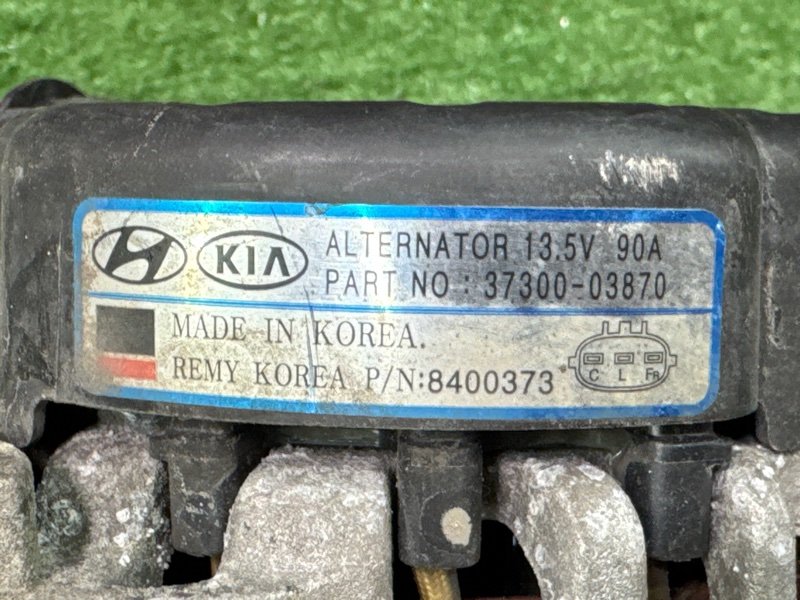 KIA ALTERNATOR 13.5V 90A
PART NO : 37300-03870
MADE IN KOREA.
REMY KOREA P/N:8400373
C L FR